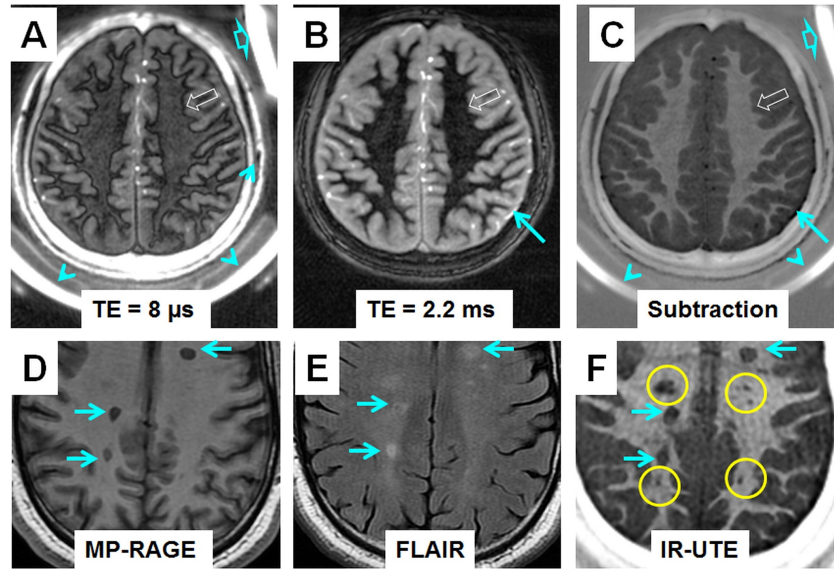 A
B
C
TE = 8 µs
TE = 2.2 ms
Subtraction
D
E
F
MP-RAGE
FLAIR
IR-UTE